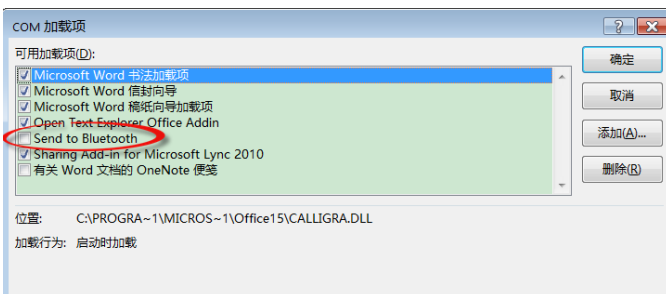 COM 加载项
可用加载项(D):
确定
Microsoft Word 书法加载项
Microsoft Word 信封向导
取消
Microsoft Word 稿纸向导加载项
Open Text Explorer Office Addin
添加(A)...
Send to Bluetooth
Sharing Add-in for Microsoft Lync 2010
有关 Word 文档的 OneNote 便笺
删除(R)
位置: C:\PROGRA~1\MICROS~1\Office15\CALLIGRA.DLL
加载行为: 启动时加载